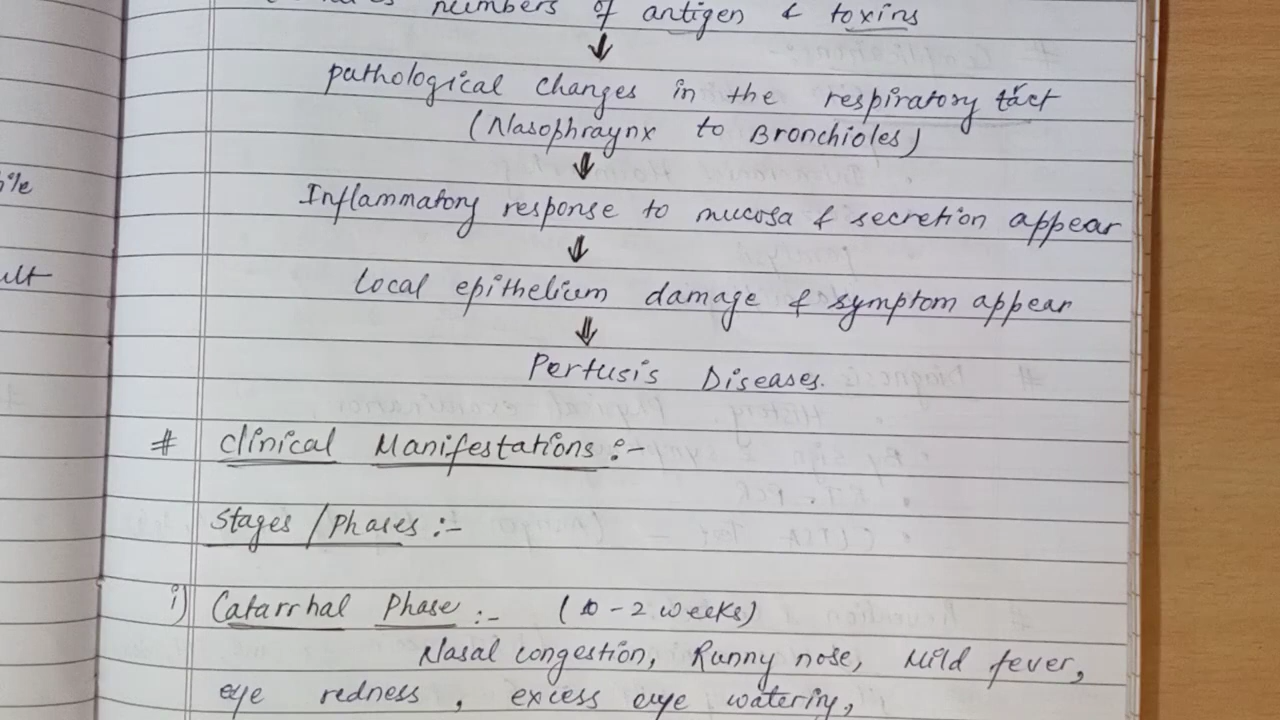 numbers of antigen & toxins
↓
pathological changes in the respiratory tact
(Nasophraynx to Bronchioles)
↓
Inflammatory response to mucosa & secretion appear
↓
Local epithelium damage & symptom appear
↓
Pertusis Diseases.
# Clinical Manifestations :-
Stages / Phases :-
i) Catarrhal Phase :- (0 - 2 weeks)
Nasal congestion, Runny nose, Mild fever,
eye redness, excess eye watering,